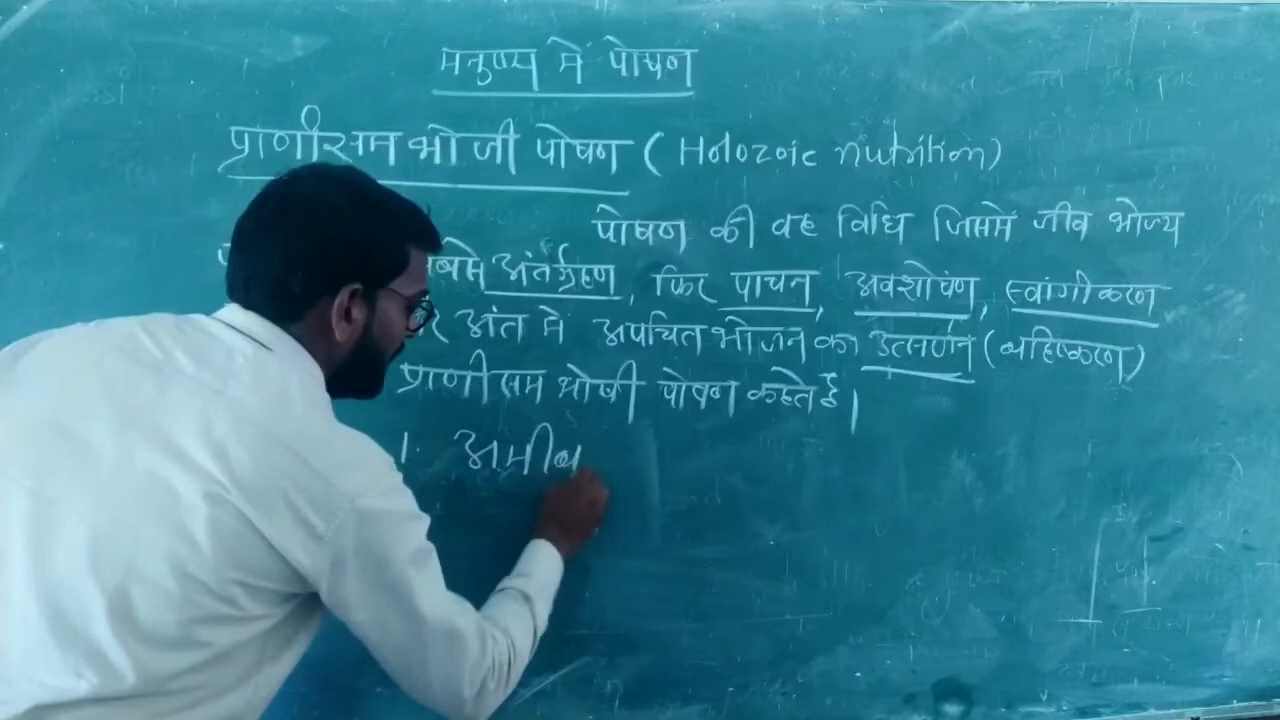 मनुष्य मे पोषण
प्राणीसम भोजी पोषण ( Holozoic nutrition)
पोषण की वह विधि जिसमे जीव भोज्य
अंतर्ग्रहण, फिर पाचन, अवशोषण, स्वांगीकरण
अंत मे अपचित भोजन का उत्सर्जन (बहिष्करण)
प्राणीसम भोजी पोषण कहते है।
1. अमीब